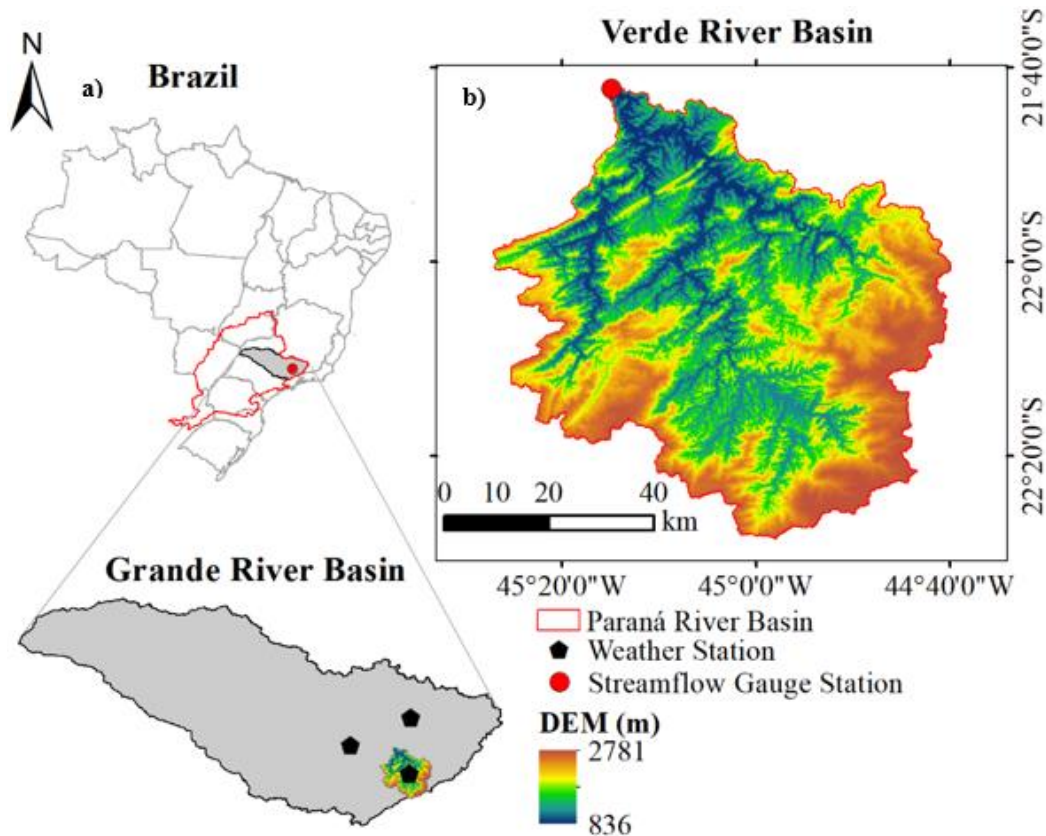 N
Brazil
a)
Verde River Basin
b)
21°40'0"S
22°0'0"S
22°20'0"S
0 10 20 40
km
45°20'0"W 45°0'0"W 44°40'0"W
Grande River Basin
Paraná River Basin
Weather Station
Streamflow Gauge Station
DEM (m)
2781
836